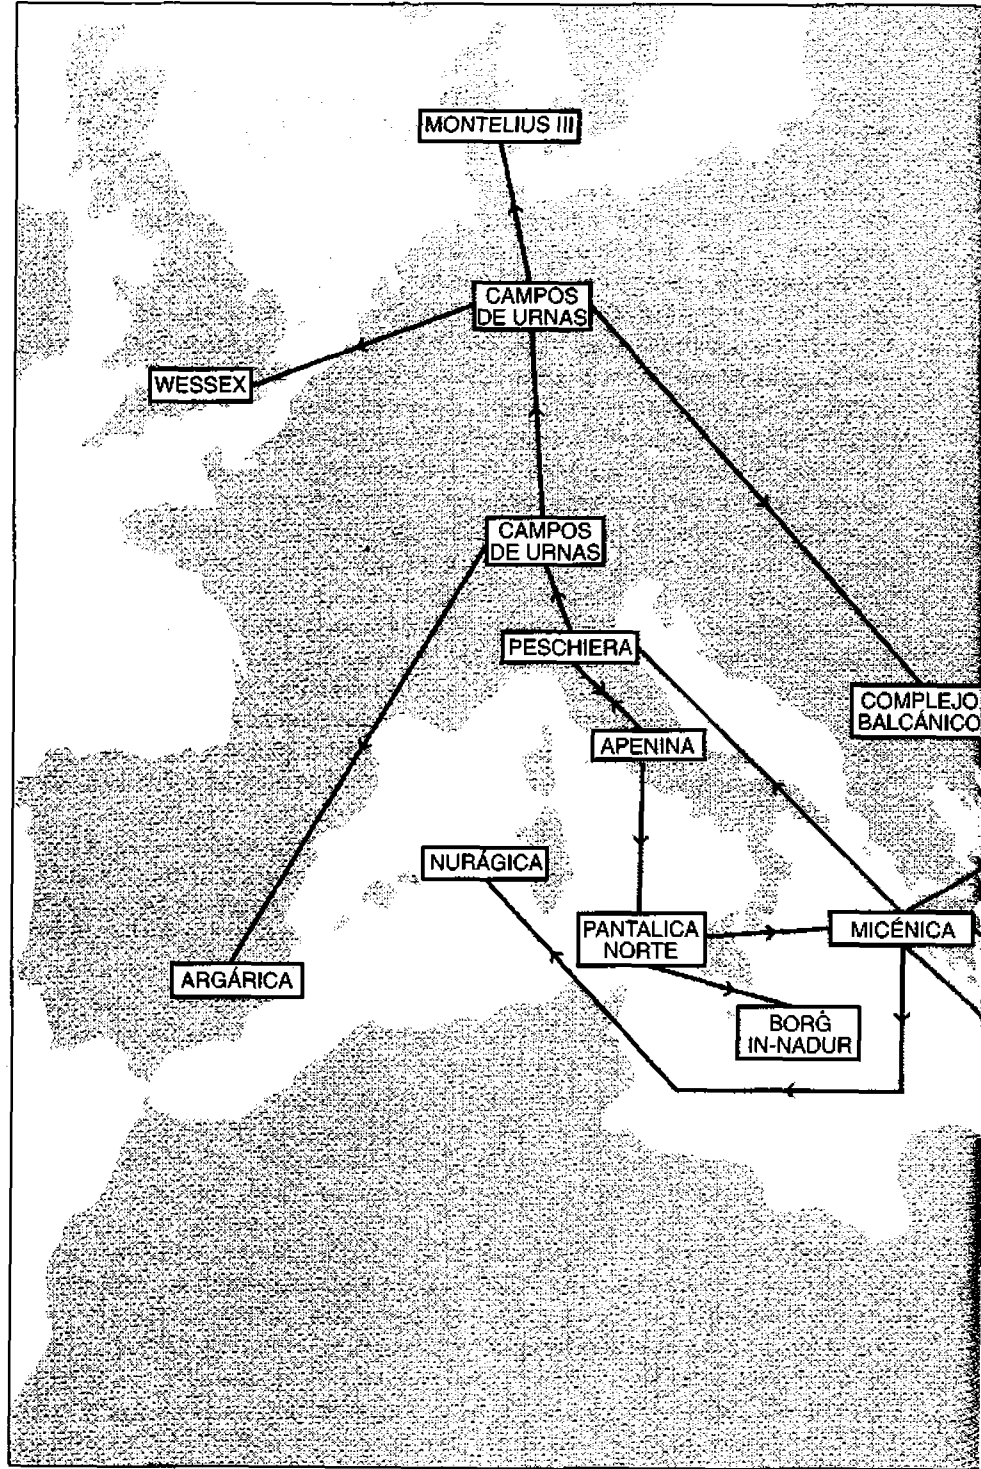 MONTELIUS III
CAMPOS
DE URNAS
WESSEX
CAMPOS
DE URNAS
PESCHIERA
COMPLEJO
BALCÁNICO
APENINA
NURÁGICA
PANTALICA
NORTE
MICÉNICA
ARGÁRICA
BORĠ
IN-NADUR